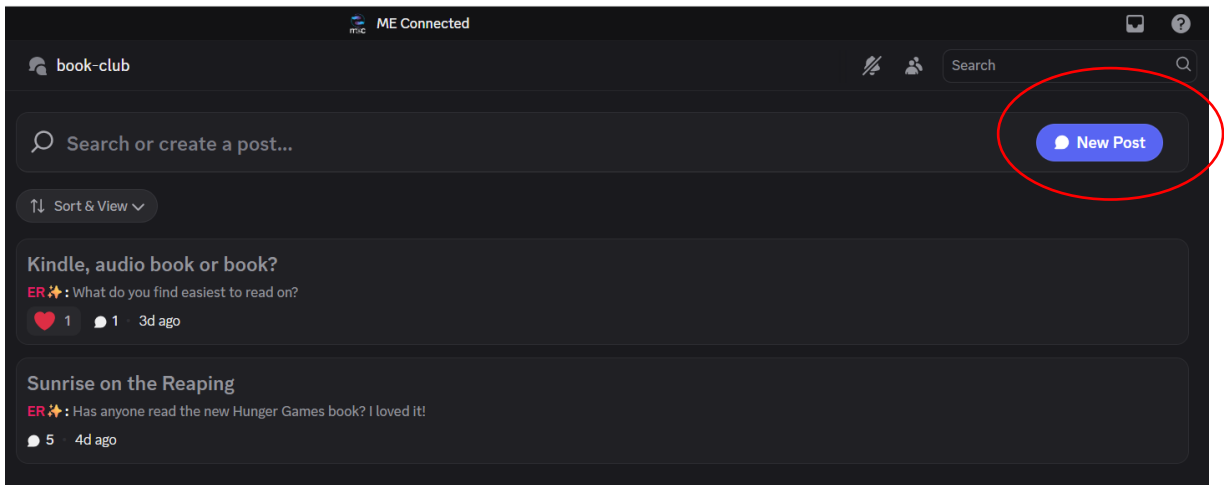 msc ME Connected
book-club
Search
Search or create a post...
New Post
↑↓ Sort & View
Kindle, audio book or book?
ER✨: What do you find easiest to read on?
❤️ 1 1 3d ago
Sunrise on the Reaping
ER✨: Has anyone read the new Hunger Games book? I loved it!
5 4d ago